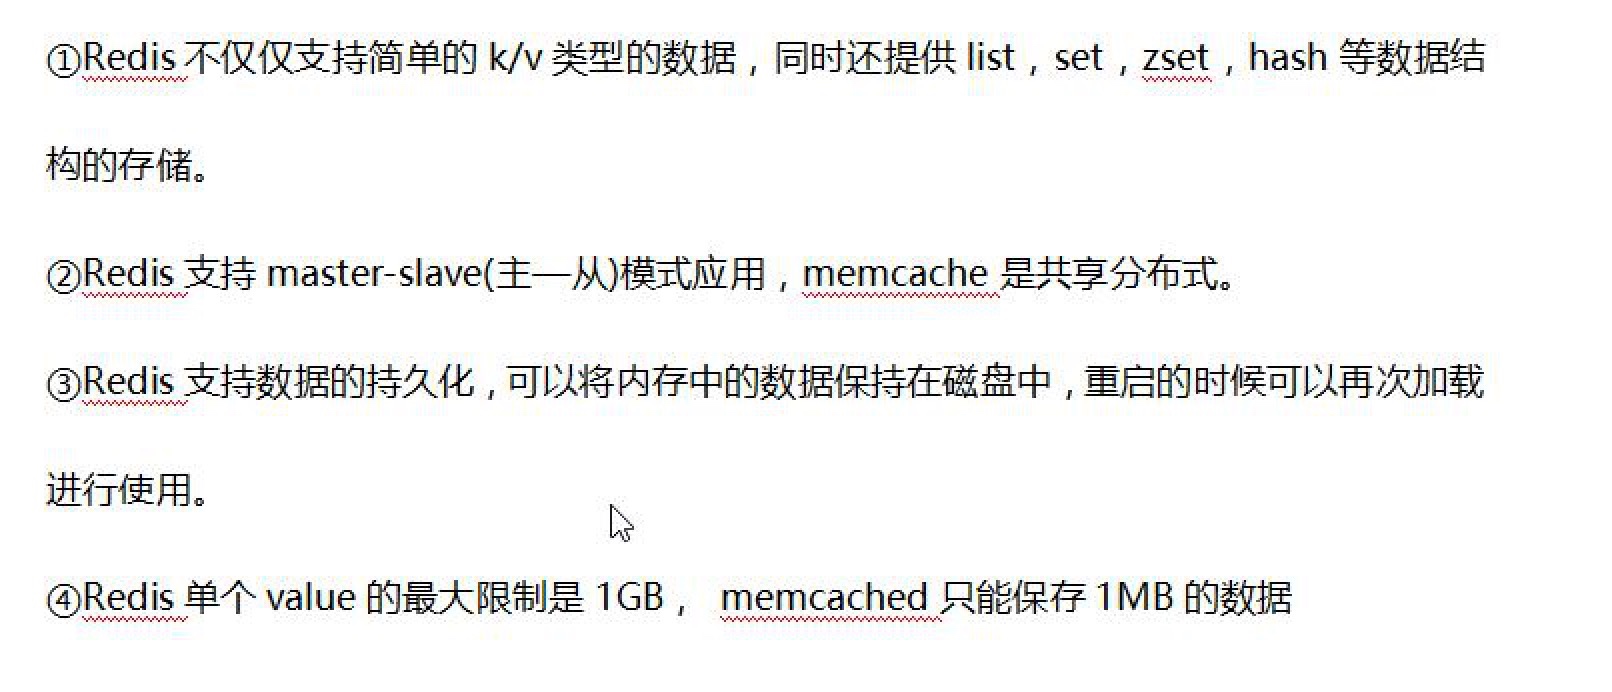 ①Redis 不仅仅支持简单的 k/v 类型的数据，同时还提供 list，set，zset，hash 等数据结
构的存储。
②Redis 支持 master-slave(主—从)模式应用，memcache 是共享分布式。
③Redis 支持数据的持久化，可以将内存中的数据保持在磁盘中，重启的时候可以再次加载
进行使用。
④Redis 单个 value 的最大限制是 1GB， memcached 只能保存 1MB 的数据